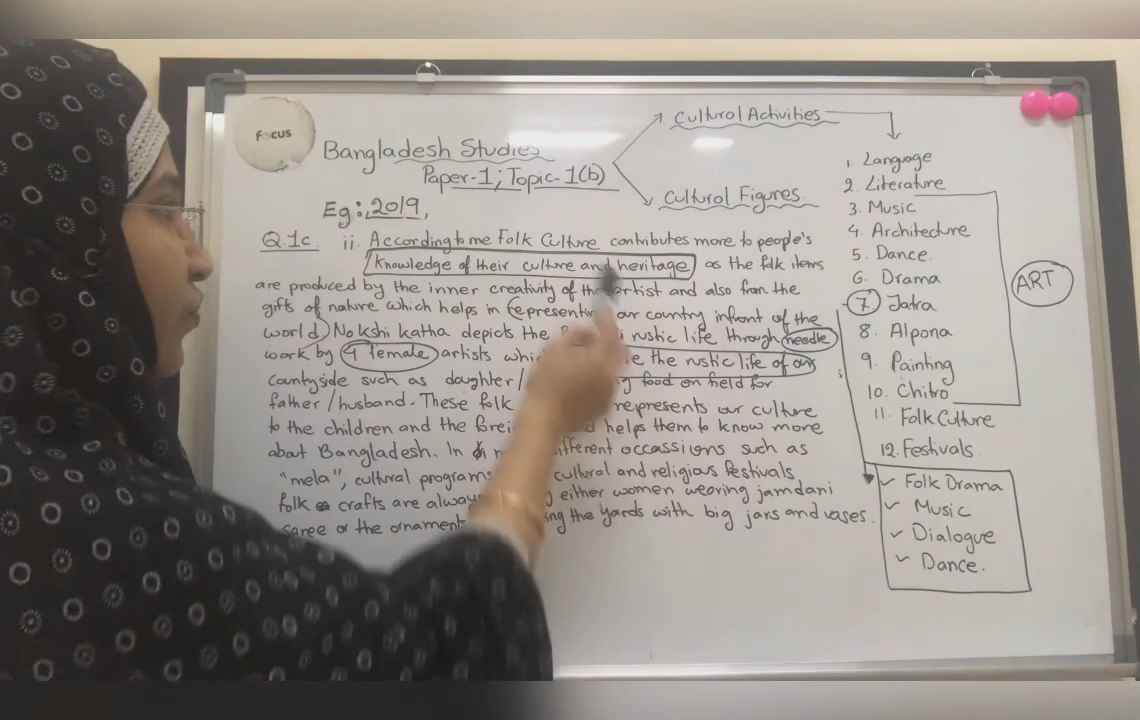 Focus
Bangladesh Studies
Paper-1; Topic-1(b)
Cultural Activities
Cultural Figures
Eg: 2019
Q.1c ii. According to me Folk Culture contributes more to people's
knowledge of their culture and heritage as the folk items
are produced by the inner creativity of the artist and also from the
gifts of nature which helps in representing our country infront of the
world. Nokshi katha depicts the rustic life through needle
work by female artists the rustic life of our
countryside such as daughter/ food on field for
father/husband. These folk represents our culture
to the children and the helps them to know more
about Bangladesh. In different occassions such as
"mela", cultural programs cultural and religious festivals
folk crafts are always either women wearing jamdani
saree or the ornament the yards with big jars and vases.
1. Language
2. Literature
3. Music
4. Architecture
5. Dance.
6. Drama
7 Jatra
8. Alpona
9. Painting
10. Chitro
11. Folk Culture
12. Festivals.
ART
✓ Folk Drama
✓ Music
✓ Dialogue
✓ Dance.